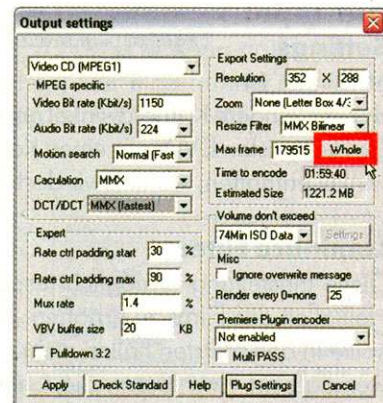 Output settings
Video CD (MPEG1)
MPEG specific
Video Bit rate (Kbit/s) 1150
Audio Bit rate (Kbit/s) 224
Motion search Normal (Fast
Caculation MMX
DCT/iDCT MMX (fastest)
Expert
Rate ctrl padding start 30 %
Rate ctrl padding max 90 %
Mux rate 1.4 %
VBV buffer size 20 KB
Pulldown 3:2
Export Settings
Resolution 352 X 288
Zoom None (Letter Box 4/3
Resize Filter MMX Bilinear
Max frame 179515 Whole
Time to encode 01:59:40
Estimated Size 1221.2 MB
Volume don't exceed
74Min ISO Data Settings
Misc
Ignore overwrite message
Render every 0=none 25
Premiere Plugin encoder
Not enabled
Multi PASS
Apply Check Standard Help Plug Settings Cancel